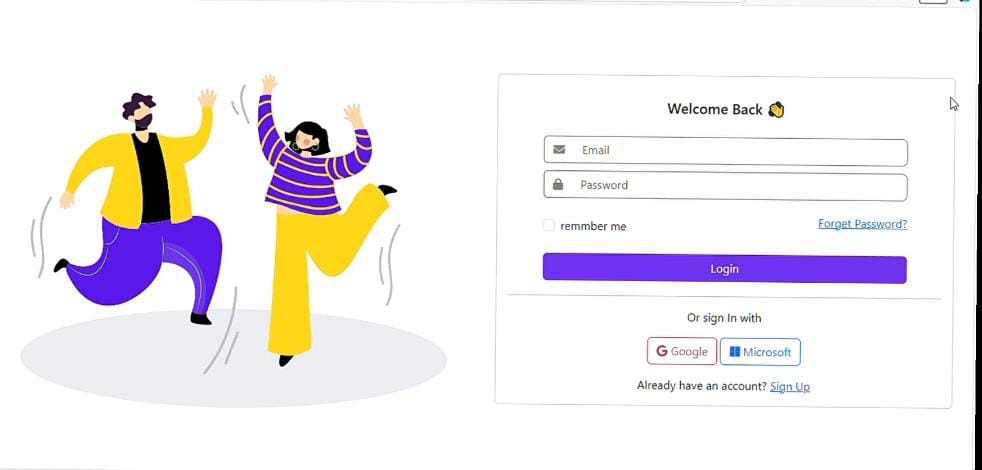 Welcome Back 👋
Email
Password
remmber me
Forget Password?
Login
Or sign In with
Google
Microsoft
Already have an account? Sign Up